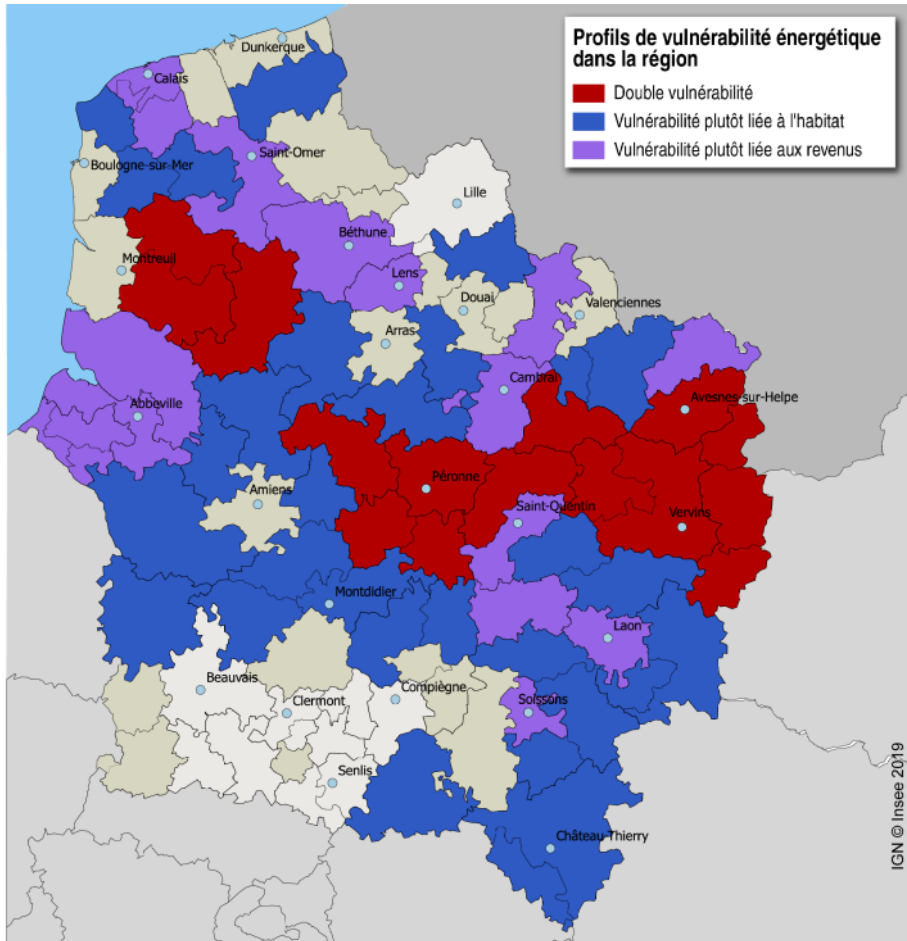 Profils de vulnérabilité énergétique
dans la région
Double vulnérabilité
Vulnérabilité plutôt liée à l'habitat
Vulnérabilité plutôt liée aux revenus
Dunkerque
Calais
Saint-Omer
Boulogne-sur-Mer
Lille
Béthune
Montreuil
Lens
Douai
Valenciennes
Arras
Cambrai
Avesnes-sur-Helpe
Abbeville
Péronne
Amiens
Saint-Quentin
Vervins
Montdidier
Laon
Beauvais
Compiègne
Clermont
Soissons
Senlis
Château-Thierry
IGN © Insee 2019